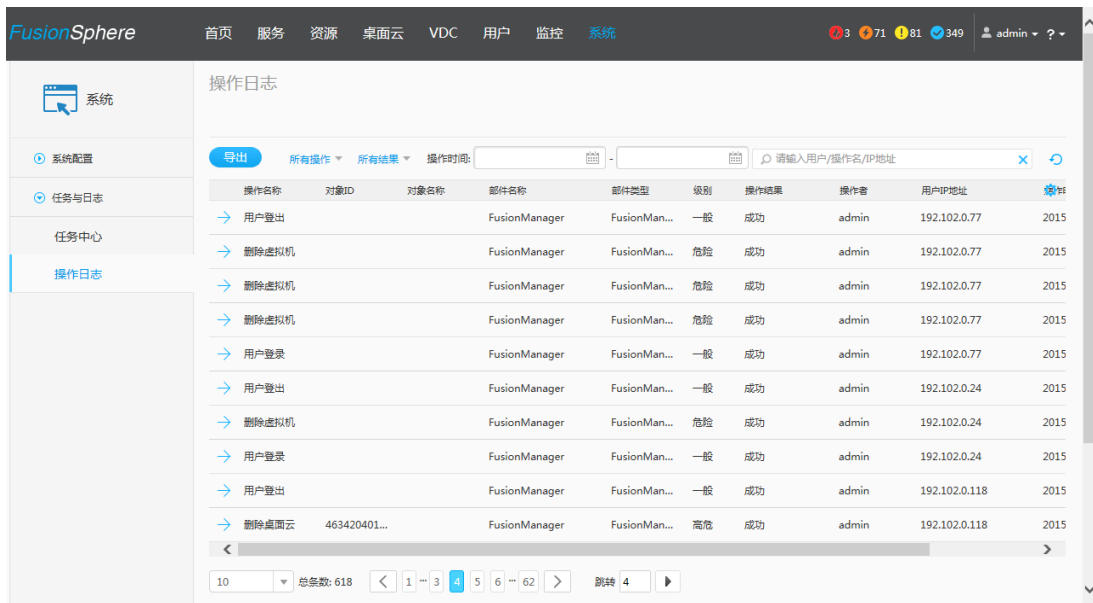 FusionSphere 首页 服务 资源 桌面云 VDC 用户 监控 系统 3 71 81 349 admin ?
系统
操作日志
系统配置
任务与日志
任务中心
操作日志
导出 所有操作 所有结果 操作时间: - 请输入用户/操作名/IP地址
操作名称 对象ID 对象名称 部件名称 部件类型 级别 操作结果 操作者 用户IP地址
用户登出 FusionManager FusionMan... 一般 成功 admin 192.102.0.77 2015
删除虚拟机 FusionManager FusionMan... 危险 成功 admin 192.102.0.77 2015
删除虚拟机 FusionManager FusionMan... 危险 成功 admin 192.102.0.77 2015
删除虚拟机 FusionManager FusionMan... 危险 成功 admin 192.102.0.77 2015
用户登录 FusionManager FusionMan... 一般 成功 admin 192.102.0.77 2015
用户登出 FusionManager FusionMan... 一般 成功 admin 192.102.0.24 2015
删除虚拟机 FusionManager FusionMan... 危险 成功 admin 192.102.0.24 2015
用户登录 FusionManager FusionMan... 一般 成功 admin 192.102.0.24 2015
用户登出 FusionManager FusionMan... 一般 成功 admin 192.102.0.118 2015
删除桌面云 463420401... FusionManager FusionMan... 高危 成功 admin 192.102.0.118 2015
10 总条数: 618 1 ... 3 4 5 6 ... 62 跳转 4